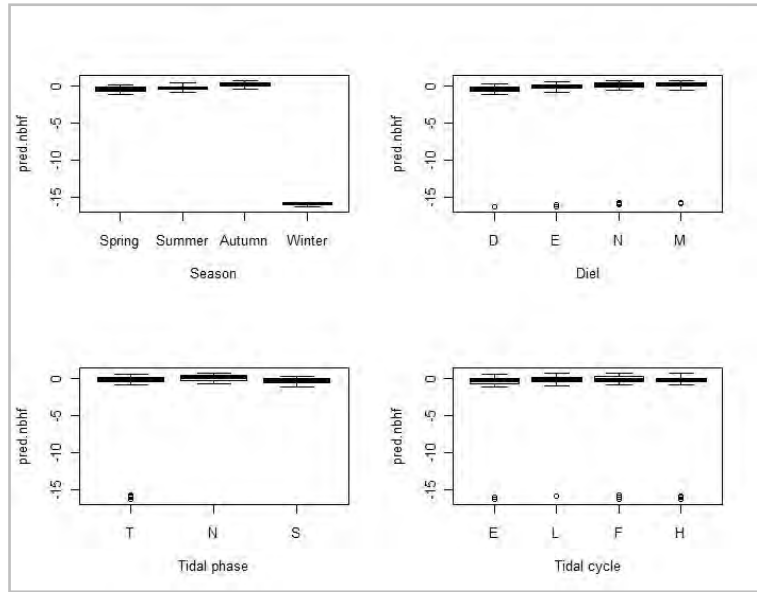 pred.nbhf
0
-5
-10
-15
Spring Summer Autumn Winter
Season
pred.nbhf
0
-5
-10
-15
D E N M
Diel
pred.nbhf
0
-5
-10
-15
T N S
Tidal phase
pred.nbhf
0
-5
-10
-15
E L F H
Tidal cycle